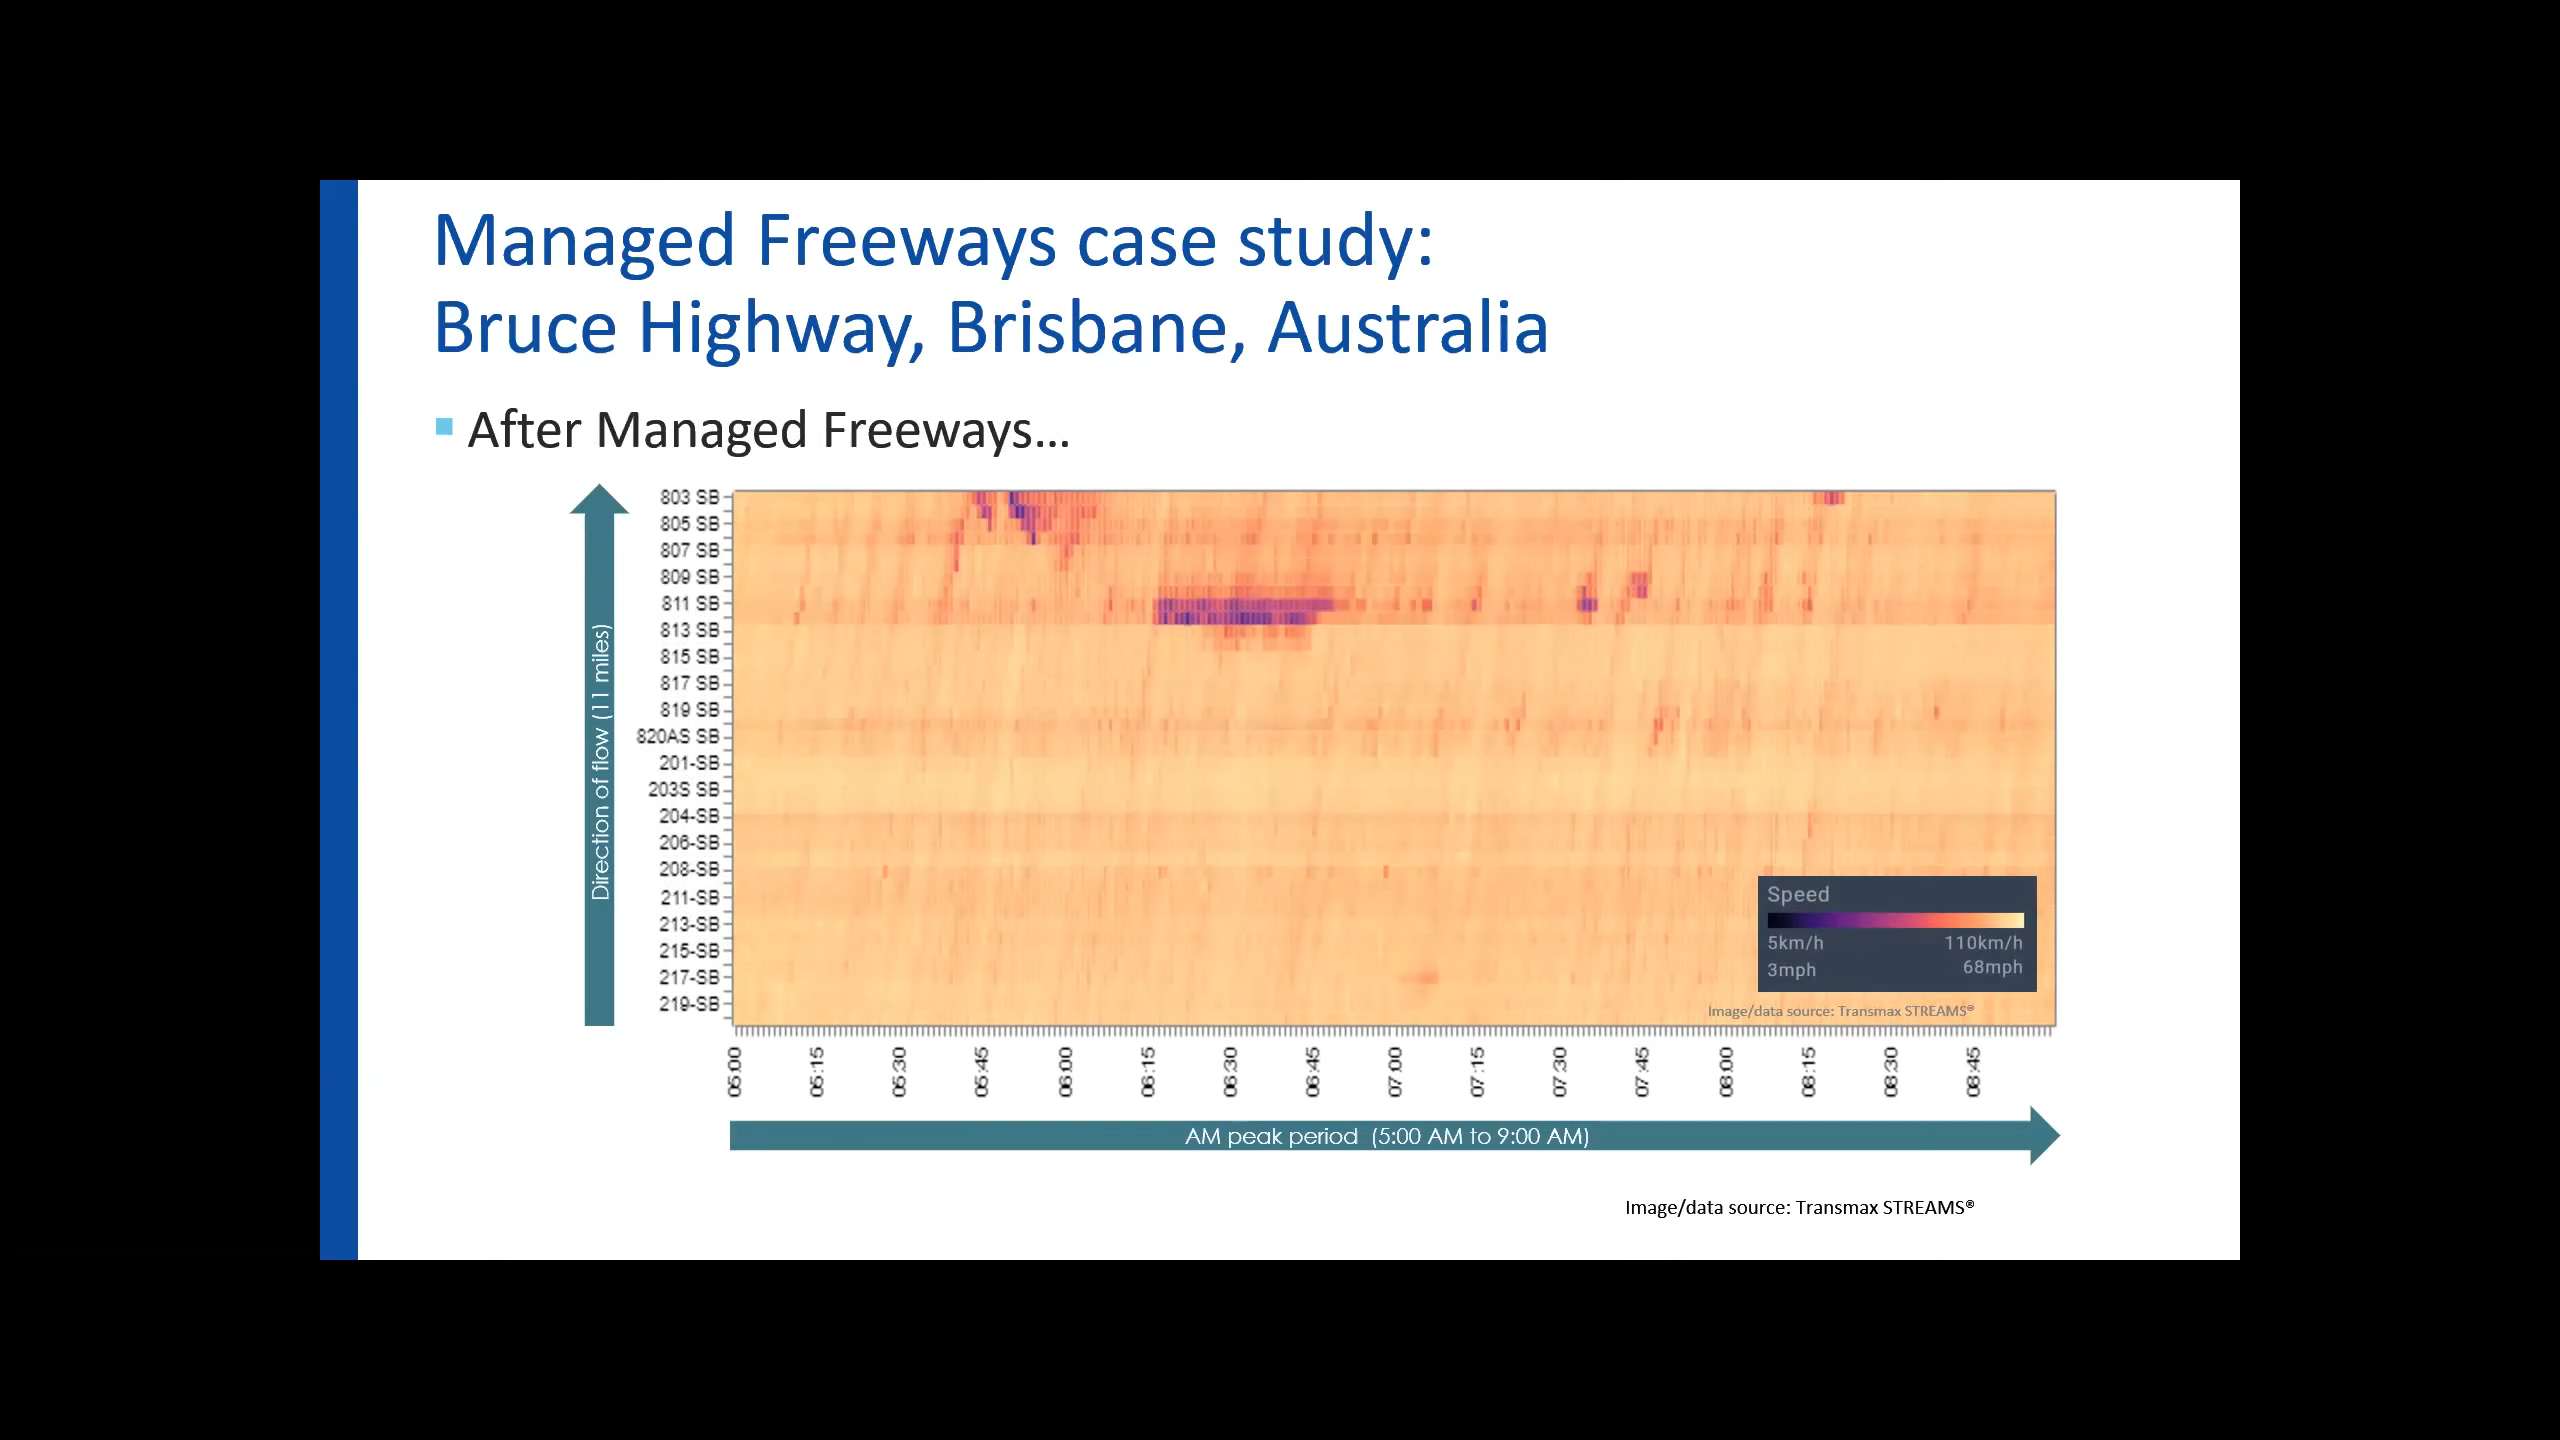 Managed Freeways case study:
Bruce Highway, Brisbane, Australia
After Managed Freeways...
Direction of flow (11 miles)
803 SB
805 SB
807 SB
809 SB
811 SB
813 SB
815 SB
817 SB
819 SB
820AS SB
201-SB
203S SB
204-SB
206-SB
208-SB
211-SB
213-SB
215-SB
217-SB
219-SB
Speed
5km/h 110km/h
3mph 68mph
Image/data source: Transmax STREAMS®
05:00 05:15 05:30 05:45 06:00 06:15 06:30 06:45 07:00 07:15 07:30 07:45 08:00 08:15 08:30 08:45
AM peak period (5:00 AM to 9:00 AM)
Image/data source: Transmax STREAMS®